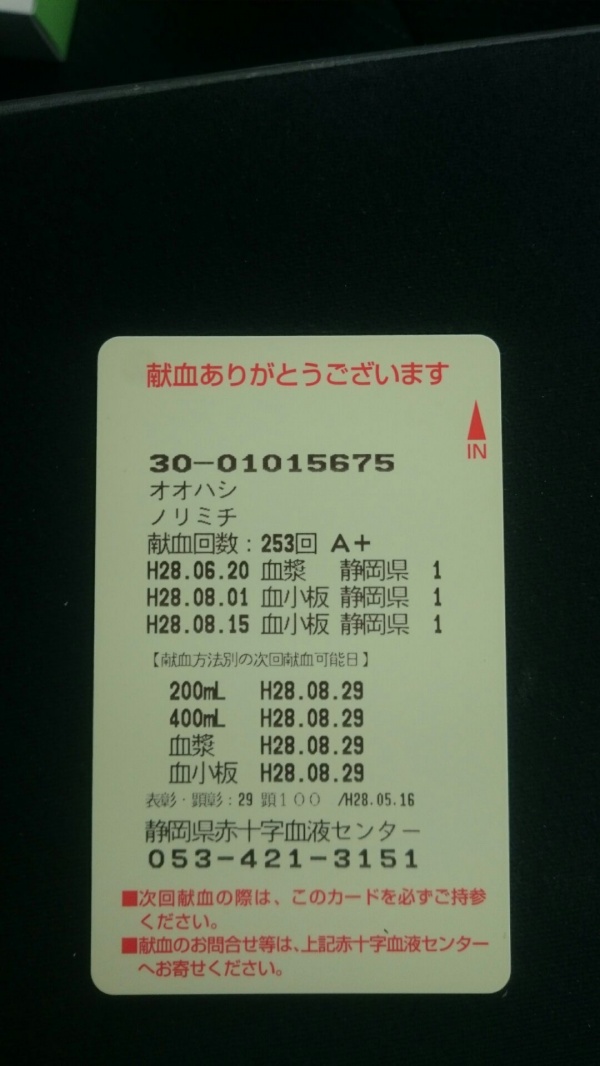 献血ありがとうございます
IN
30-01015675
オオハシ
ノリミチ
献血回数：253回 A+
H28.06.20 血漿 静岡県 1
H28.08.01 血小板 静岡県 1
H28.08.15 血小板 静岡県 1
【献血方法別の次回献血可能日】
200mL H28.08.29
400mL H28.08.29
血漿 H28.08.29
血小板 H28.08.29
表彰・顕彰：29 顕100 /H28.05.16
静岡県赤十字血液センター
053-421-3151
■次回献血の際は、このカードを必ずご持参
ください。
■献血のお問合せ等は、上記赤十字血液センター
へお寄せください。